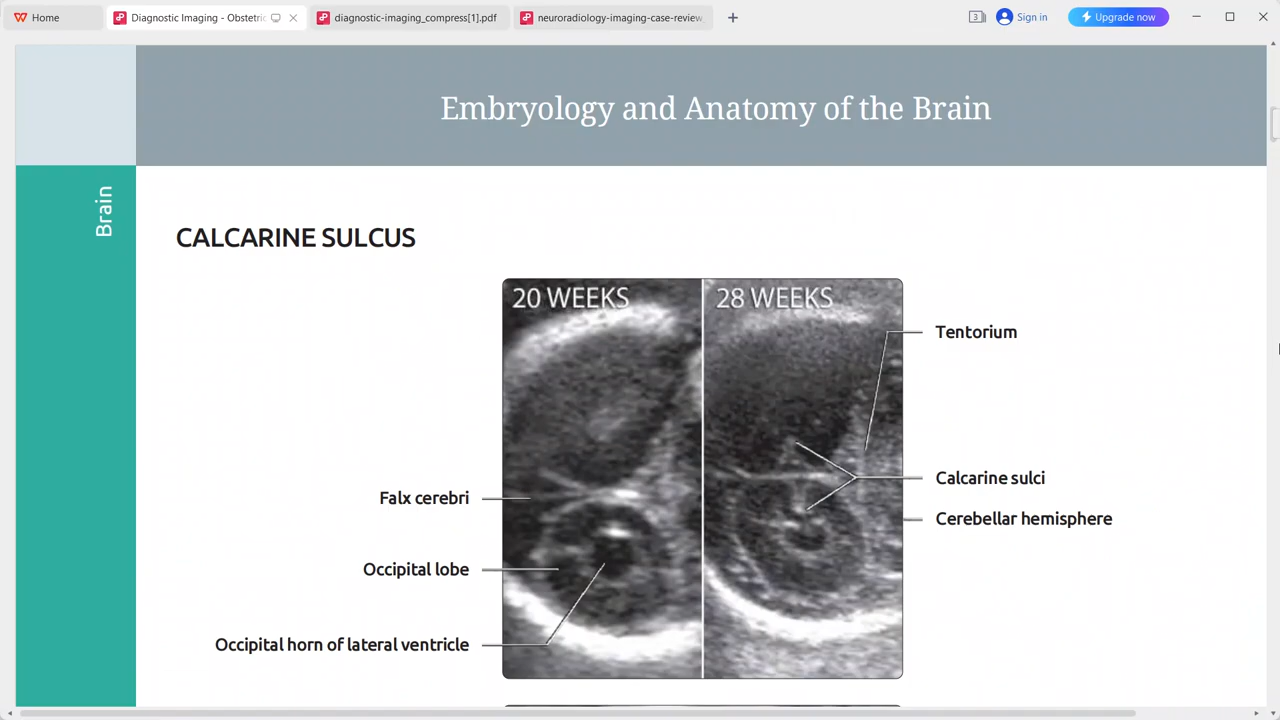 Home
Diagnostic Imaging - Obstetric
diagnostic-imaging_compress[1].pdf
neuroradiology-imaging-case-review
3
Sign in
Upgrade now
Embryology and Anatomy of the Brain
Brain
CALCARINE SULCUS
20 WEEKS
28 WEEKS
Tentorium
Calcarine sulci
Falx cerebri
Cerebellar hemisphere
Occipital lobe
Occipital horn of lateral ventricle